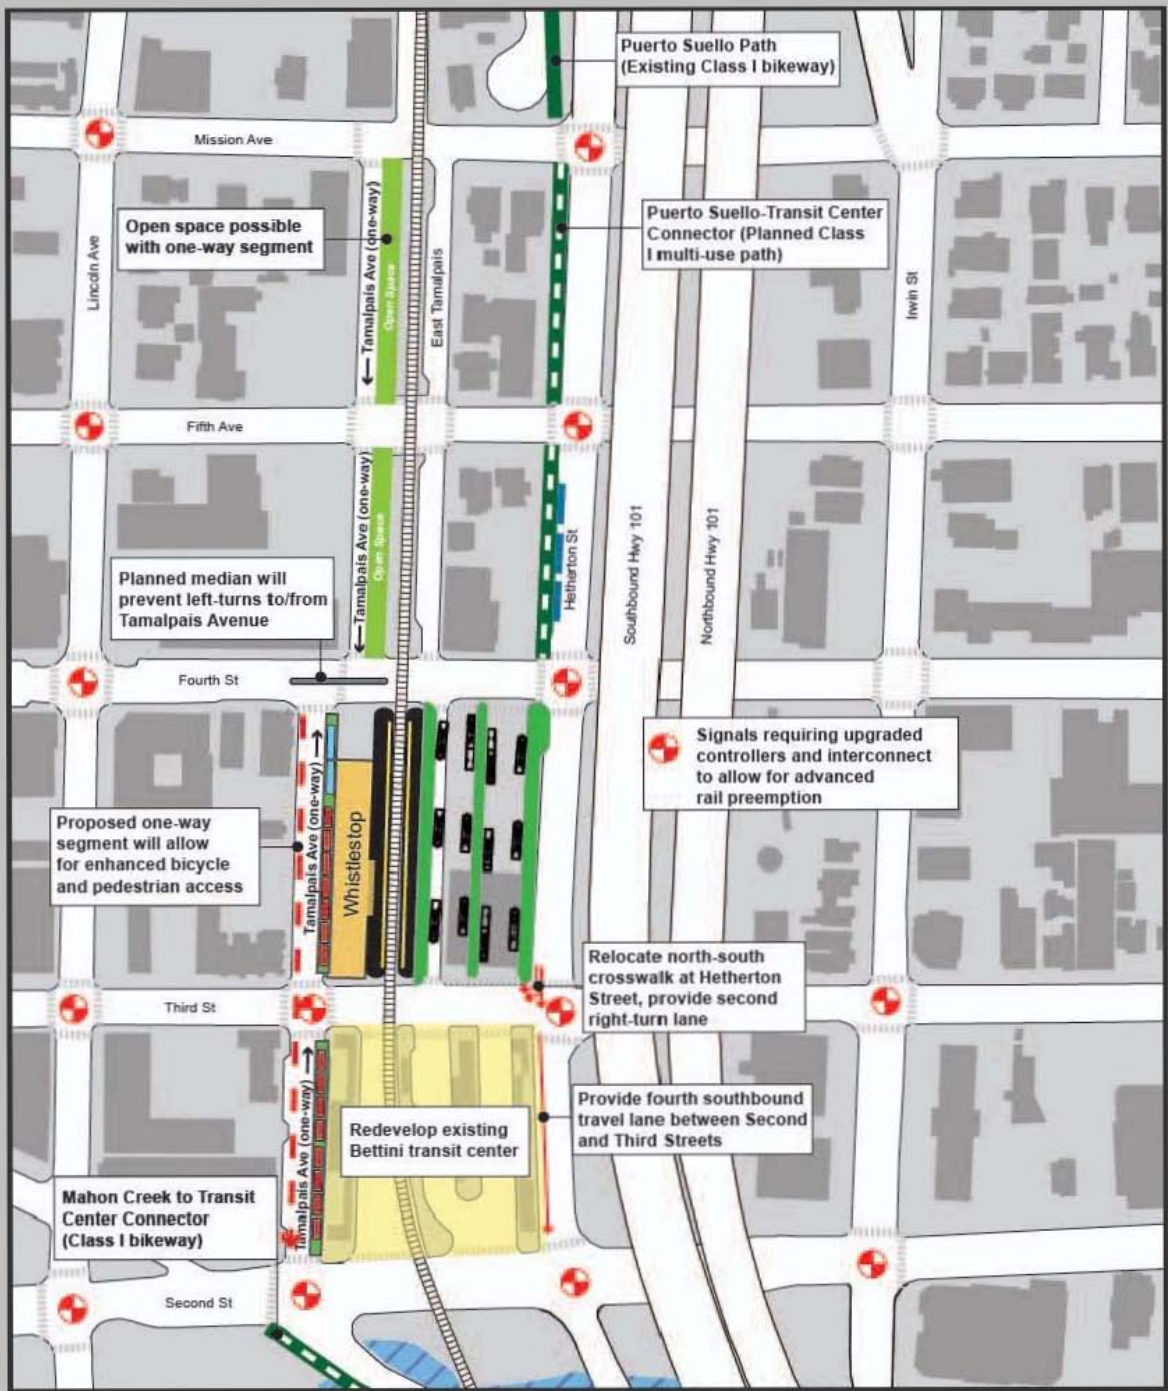 Puerto Suello Path
(Existing Class I bikeway)
Mission Ave
Open space possible
with one-way segment
Puerto Suello-Transit Center
Connector (Planned Class
I multi-use path)
Lincoln Ave
Tamalpais Ave (one-way)
Open Space
East Tamalpais
Irwin St
Fifth Ave
Tamalpais Ave (one-way)
Open Space
Hetherton St
Southbound Hwy 101
Northbound Hwy 101
Planned median will
prevent left-turns to/from
Tamalpais Avenue
Fourth St
Signals requiring upgraded
controllers and interconnect
to allow for advanced
rail preemption
Proposed one-way
segment will allow
for enhanced bicycle
and pedestrian access
Tamalpais Ave (one-way)
Whistlestop
Relocate north-south
crosswalk at Hetherton
Street, provide second
right-turn lane
Third St
Tamalpais Ave (one-way)
Redevelop existing
Bettini transit center
Provide fourth southbound
travel lane between Second
and Third Streets
Mahon Creek to Transit
Center Connector
(Class I bikeway)
Second St